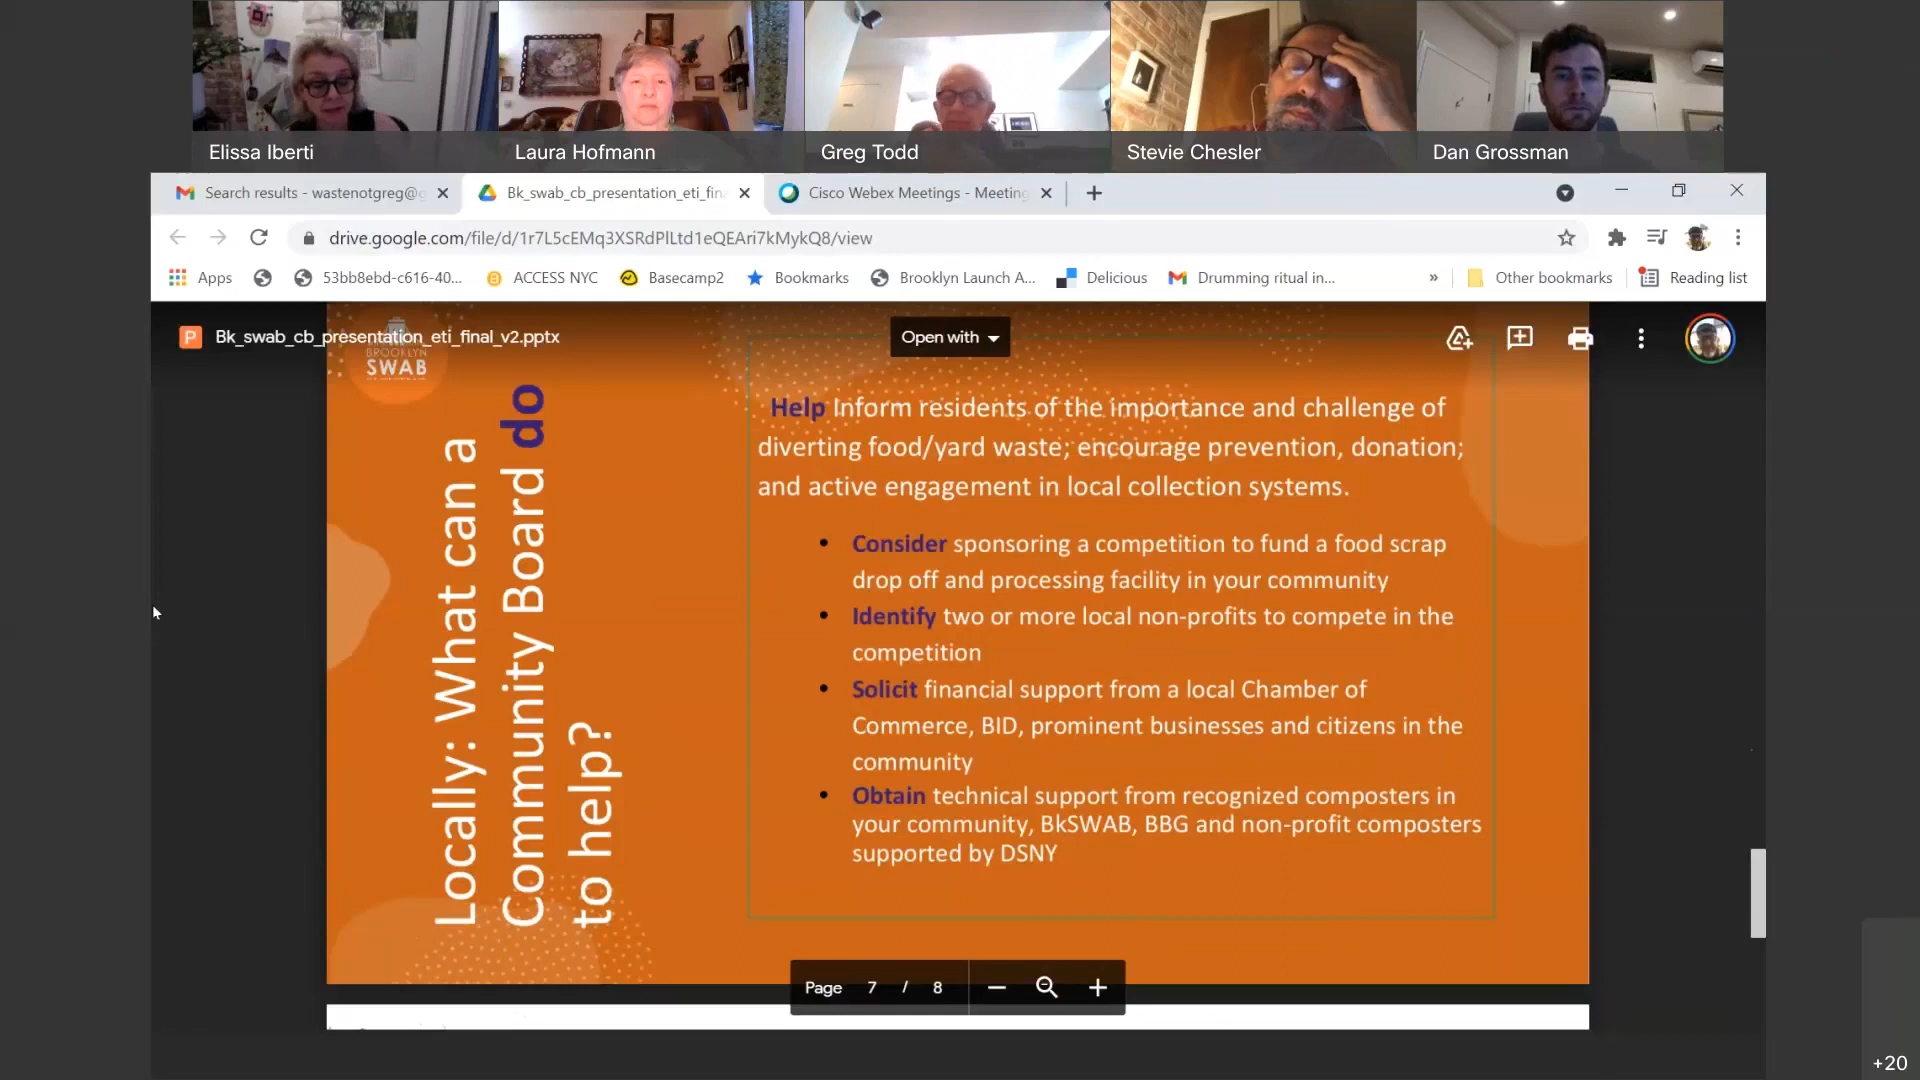 Elissa Iberti
Laura Hofmann
Greg Todd
Stevie Chesler
Dan Grossman
Search results - wastenotgreg@g
Bk_swab_cb_presentation_eti_fin
Cisco Webex Meetings - Meeting
drive.google.com/file/d/1r7L5cEMq3XSRdPlLtd1eQEAri7kMykQ8/view
Apps
53bb8ebd-c616-40...
ACCESS NYC
Basecamp2
Bookmarks
Brooklyn Launch A...
Delicious
Drumming ritual in...
»
Other bookmarks
Reading list
P
Bk_swab_cb_presentation_eti_final_v2.pptx
Open with
BROOKLYN
SWAB
Locally: What can a
Community Board do
to help?
Help Inform residents of the importance and challenge of
diverting food/yard waste; encourage prevention, donation;
and active engagement in local collection systems.
• Consider sponsoring a competition to fund a food scrap
drop off and processing facility in your community
• Identify two or more local non-profits to compete in the
competition
• Solicit financial support from a local Chamber of
Commerce, BID, prominent businesses and citizens in the
community
• Obtain technical support from recognized composters in
your community, BkSWAB, BBG and non-profit composters
supported by DSNY
Page 7 / 8
+20